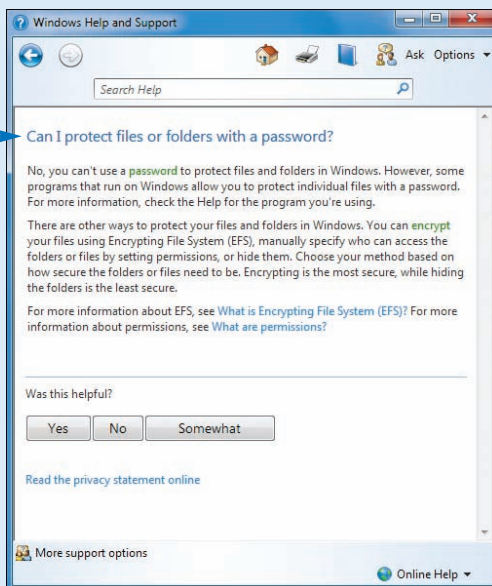 Windows Help and Support
Ask Options
Search Help
Can I protect files or folders with a password?
No, you can't use a password to protect files and folders in Windows. However, some
programs that run on Windows allow you to protect individual files with a password.
For more information, check the Help for the program you're using.
There are other ways to protect your files and folders in Windows. You can encrypt
your files using Encrypting File System (EFS), manually specify who can access the
folders or files by setting permissions, or hide them. Choose your method based on
how secure the folders or files need to be. Encrypting is the most secure, while hiding
the folders is the least secure.
For more information about EFS, see What is Encrypting File System (EFS)? For more
information about permissions, see What are permissions?
Was this helpful?
Yes No Somewhat
Read the privacy statement online
More support options
Online Help